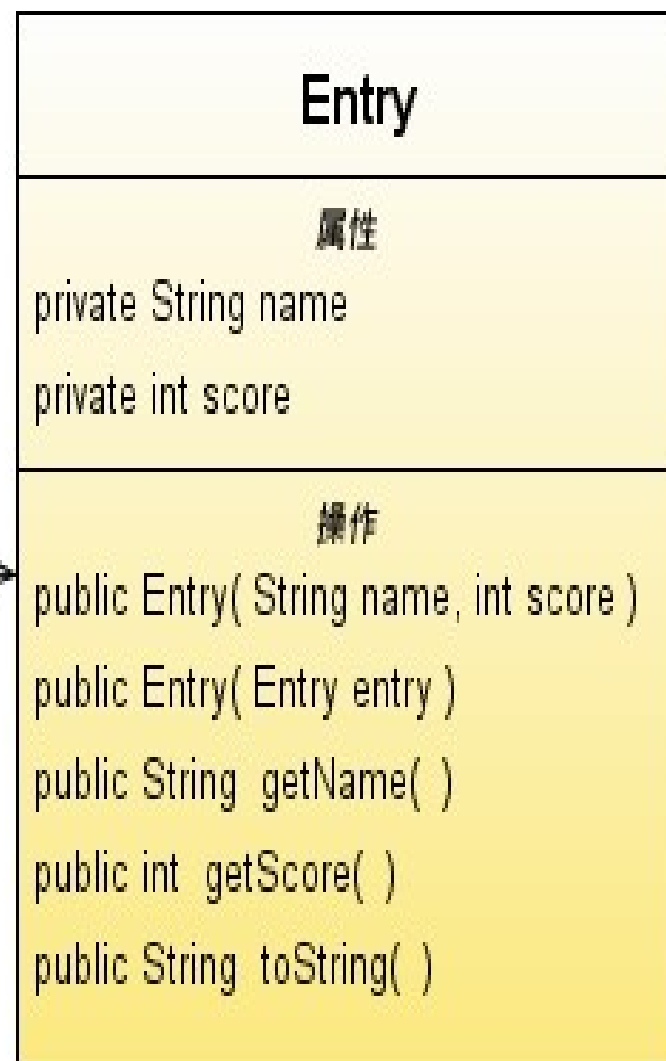 Entry
属性
private String name
private int score
操作
public Entry( String name, int score )
public Entry( Entry entry )
public String  getName(  )
public int  getScore(  )
public String  toString(  )